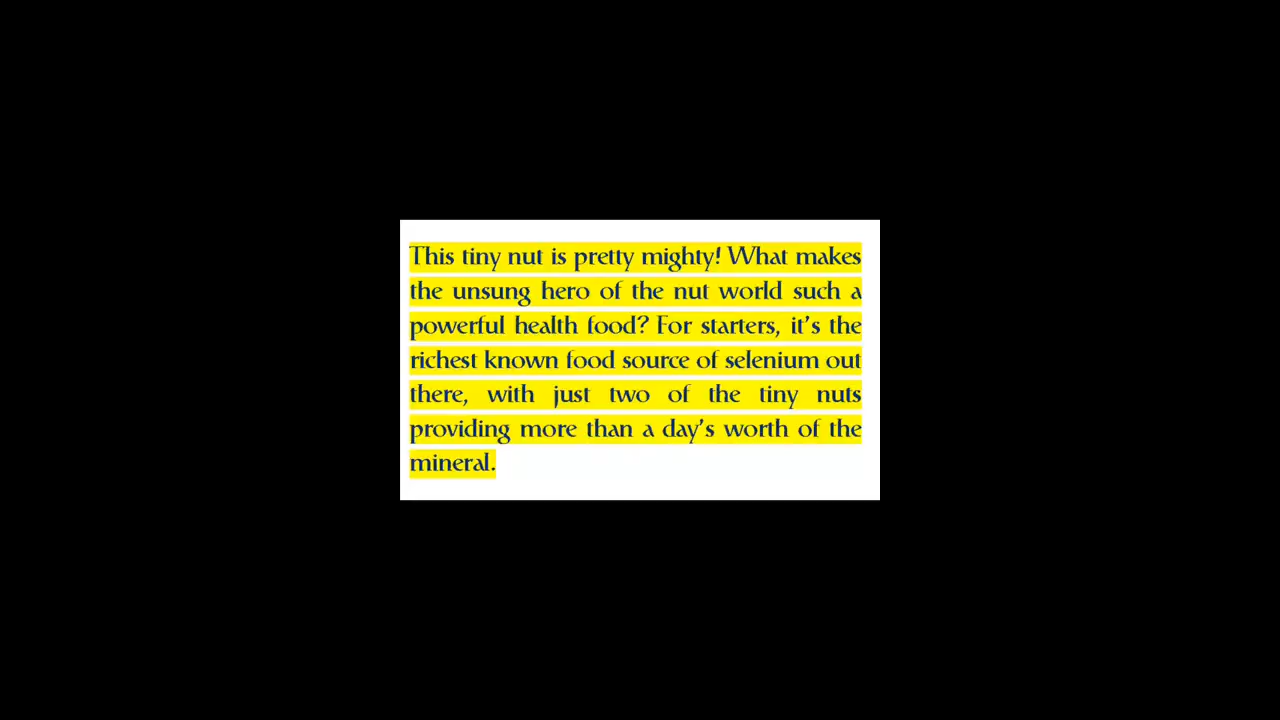 This tiny nut is pretty mighty! What makes
the unsung hero of the nut world such a
powerful health food? For starters, it's the
richest known food source of selenium out
there, with just two of the tiny nuts
providing more than a day's worth of the
mineral.